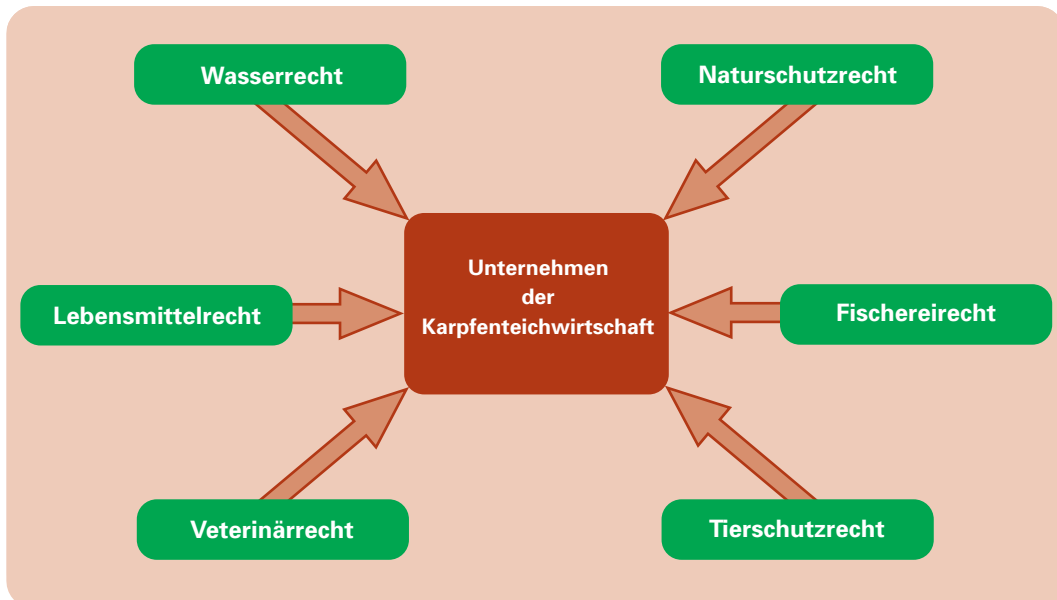 Wasserrecht
Naturschutzrecht
Unternehmen
der
Karpfenteichwirtschaft
Lebensmittelrecht
Fischereirecht
Veterinärrecht
Tierschutzrecht